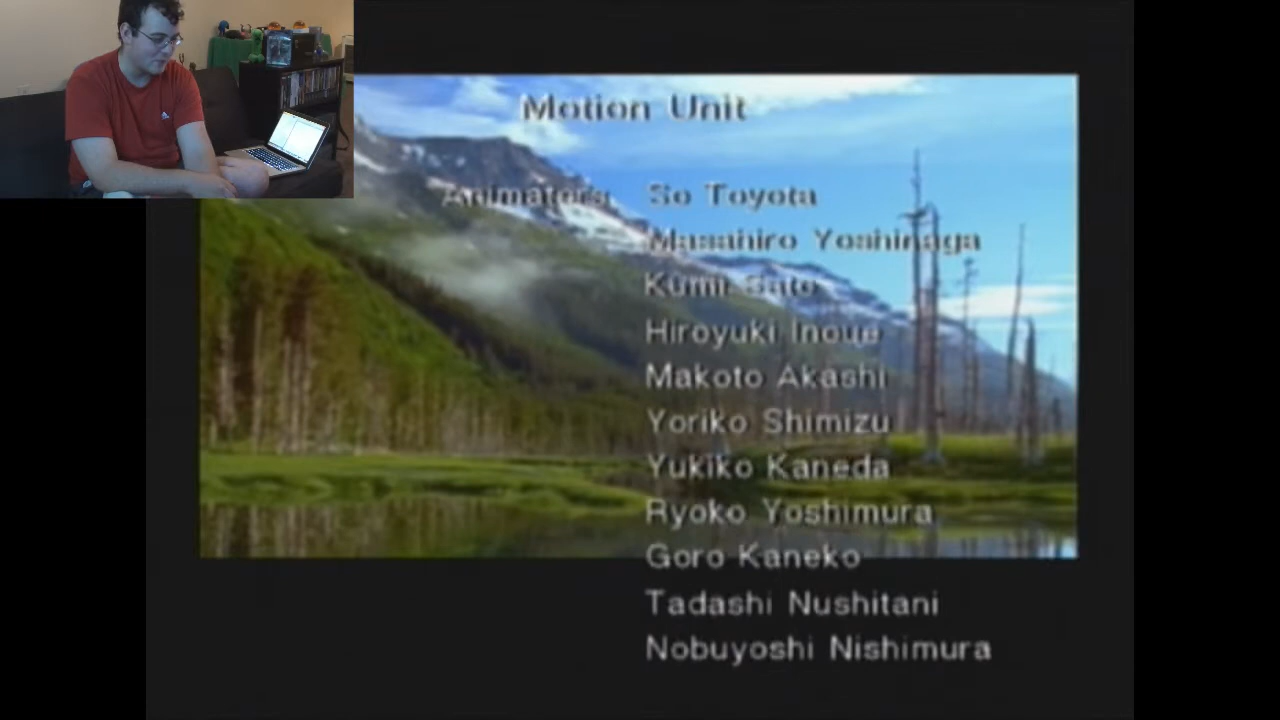 Motion Unit
Animators So Toyota
Masahiro Yoshinaga
Kumi Sato
Hiroyuki Inoue
Makoto Akashi
Yoriko Shimizu
Yukiko Kaneda
Ryoko Yoshimura
Goro Kaneko
Tadashi Nushitani
Nobuyoshi Nishimura